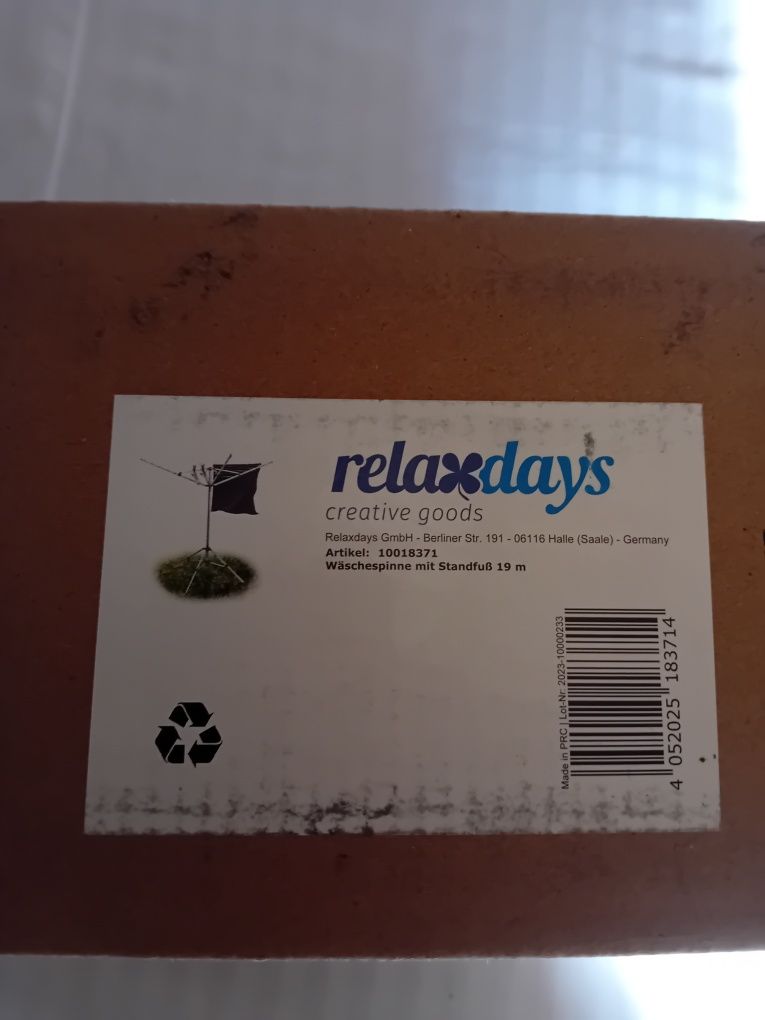 relaxdays
creative goods
Relaxdays GmbH - Berliner Str. 191 - 06116 Halle (Saale) - Germany
Artikel: 10018371
Wäschespinne mit Standfuß 19 m
Made in PRC | Lot-Nr. 2023-10000233
4 052025 183714